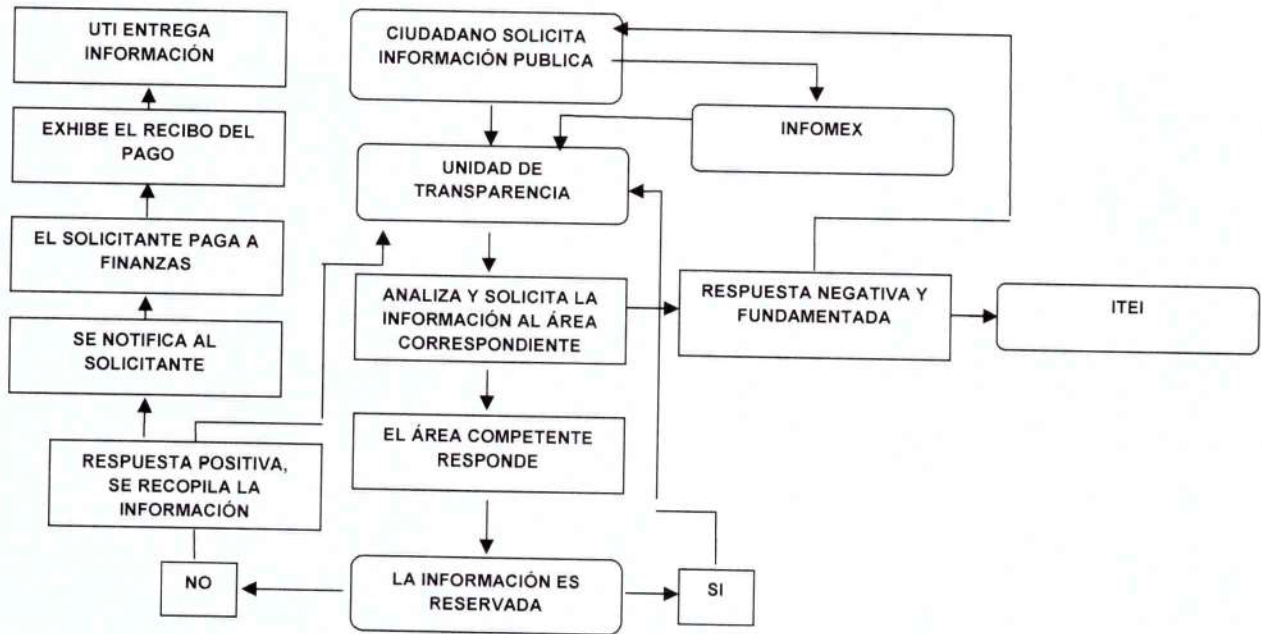 UTI ENTREGA
INFORMACIÓN
EXHIBE EL RECIBO DEL
PAGO
EL SOLICITANTE PAGA A
FINANZAS
SE NOTIFICA AL
SOLICITANTE
RESPUESTA POSITIVA,
SE RECOPILA LA
INFORMACIÓN
NO
CIUDADANO SOLICITA
INFORMACIÓN PUBLICA
INFOMEX
UNIDAD DE
TRANSPARENCIA
ANALIZA Y SOLICITA LA
INFORMACIÓN AL ÁREA
CORRESPONDIENTE
RESPUESTA NEGATIVA Y
FUNDAMENTADA
ITEI
EL ÁREA COMPETENTE
RESPONDE
LA INFORMACIÓN ES
RESERVADA
SI